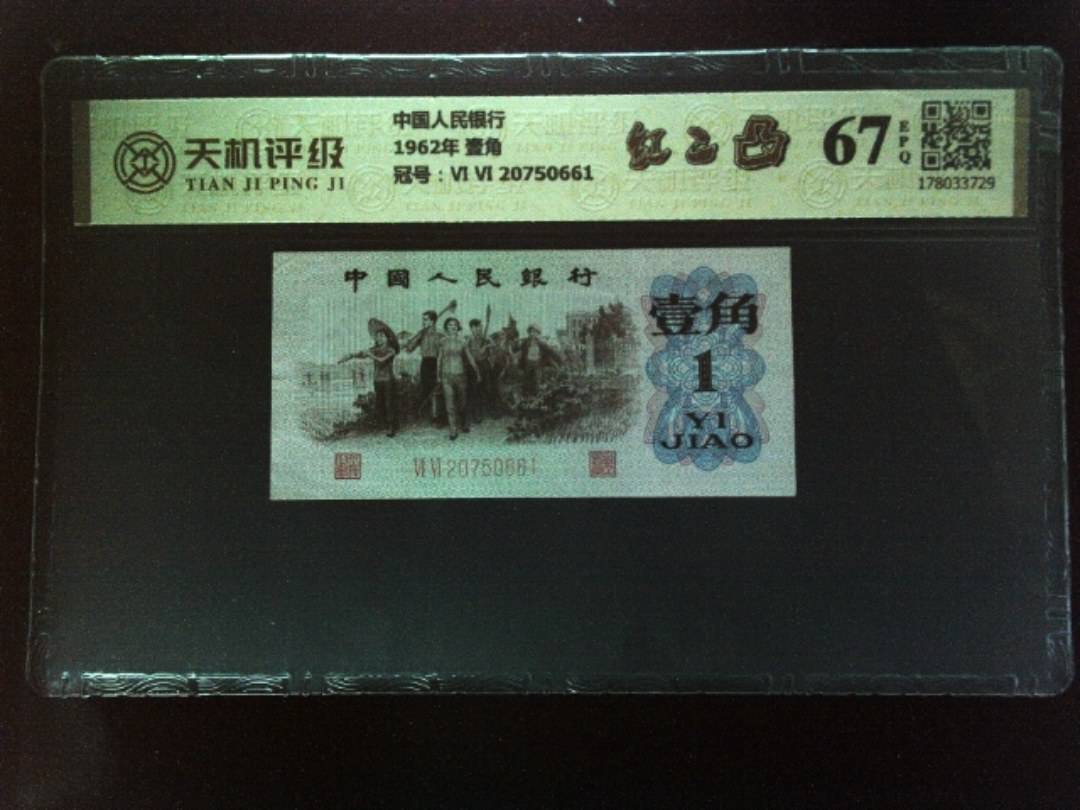 天机评级
TIAN JI PING JI
中国人民银行
1962年 壹角
冠号：VI VI 20750661
红二凸
67
EPQ
178033729
中國人民銀行
壹角
1
YI
JIAO
VI VI 20750661